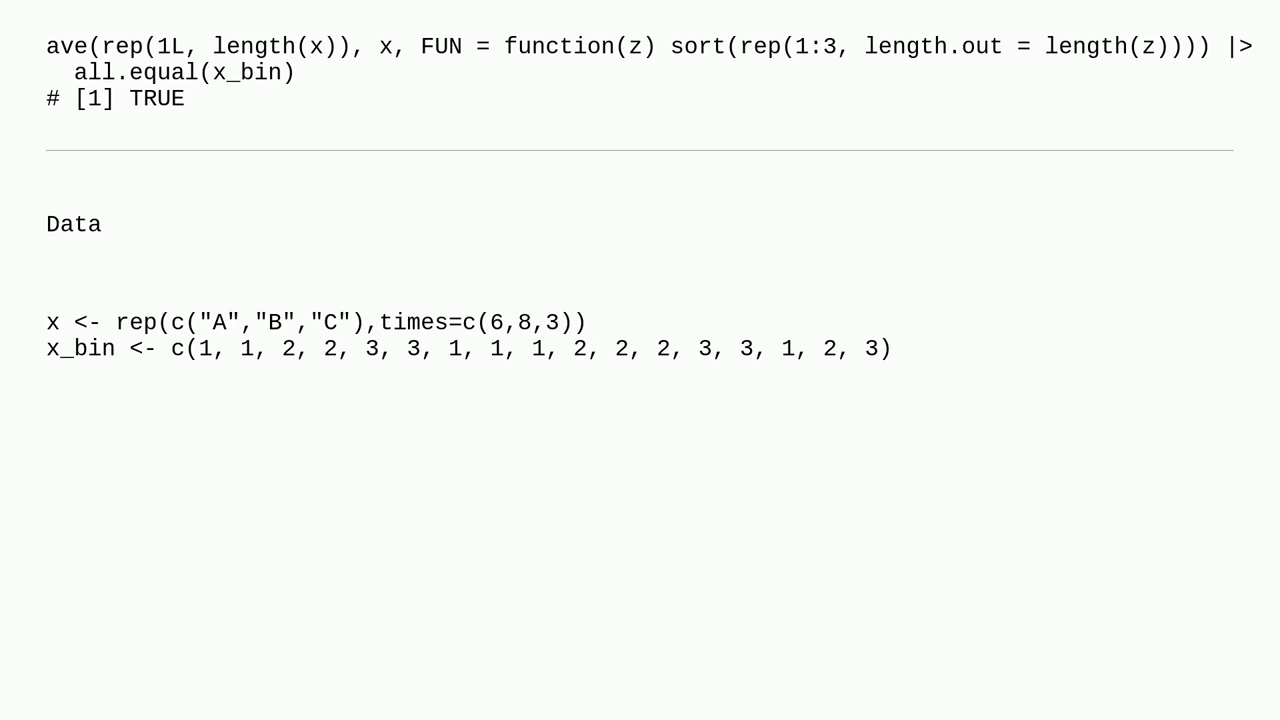 ave(rep(1L, length(x)), x, FUN = function(z) sort(rep(1:3, length.out = length(z)))) |>
  all.equal(x_bin)
# [1] TRUE
Data
x <- rep(c("A","B","C"),times=c(6,8,3))
x_bin <- c(1, 1, 2, 2, 3, 3, 1, 1, 1, 2, 2, 2, 3, 3, 1, 2, 3)